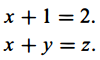 x + 1 = 2.
x + y = z.